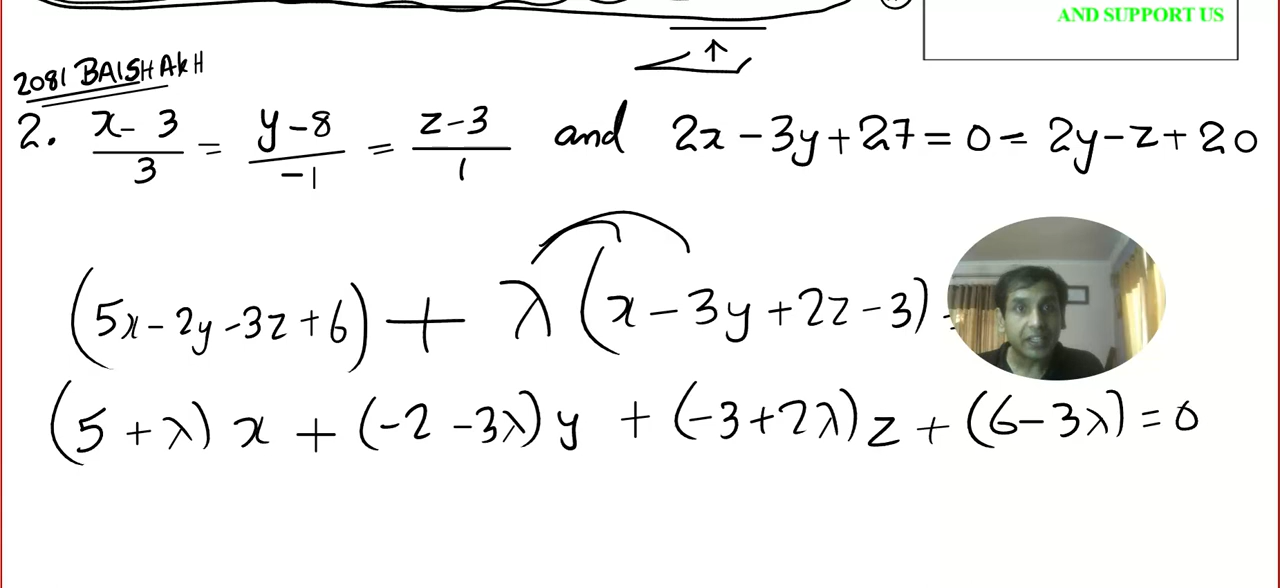 AND SUPPORT US
↑
2081 BAISHAKH
2. (x-3)/3 = (y-8)/-1 = (z-3)/1 and 2x-3y+27=0=2y-z+20
(5x-2y-3z+6)+λ(x-3y+2z-3)
(5+λ)x+(-2-3λ)y+(-3+2λ)z+(6-3λ)=0